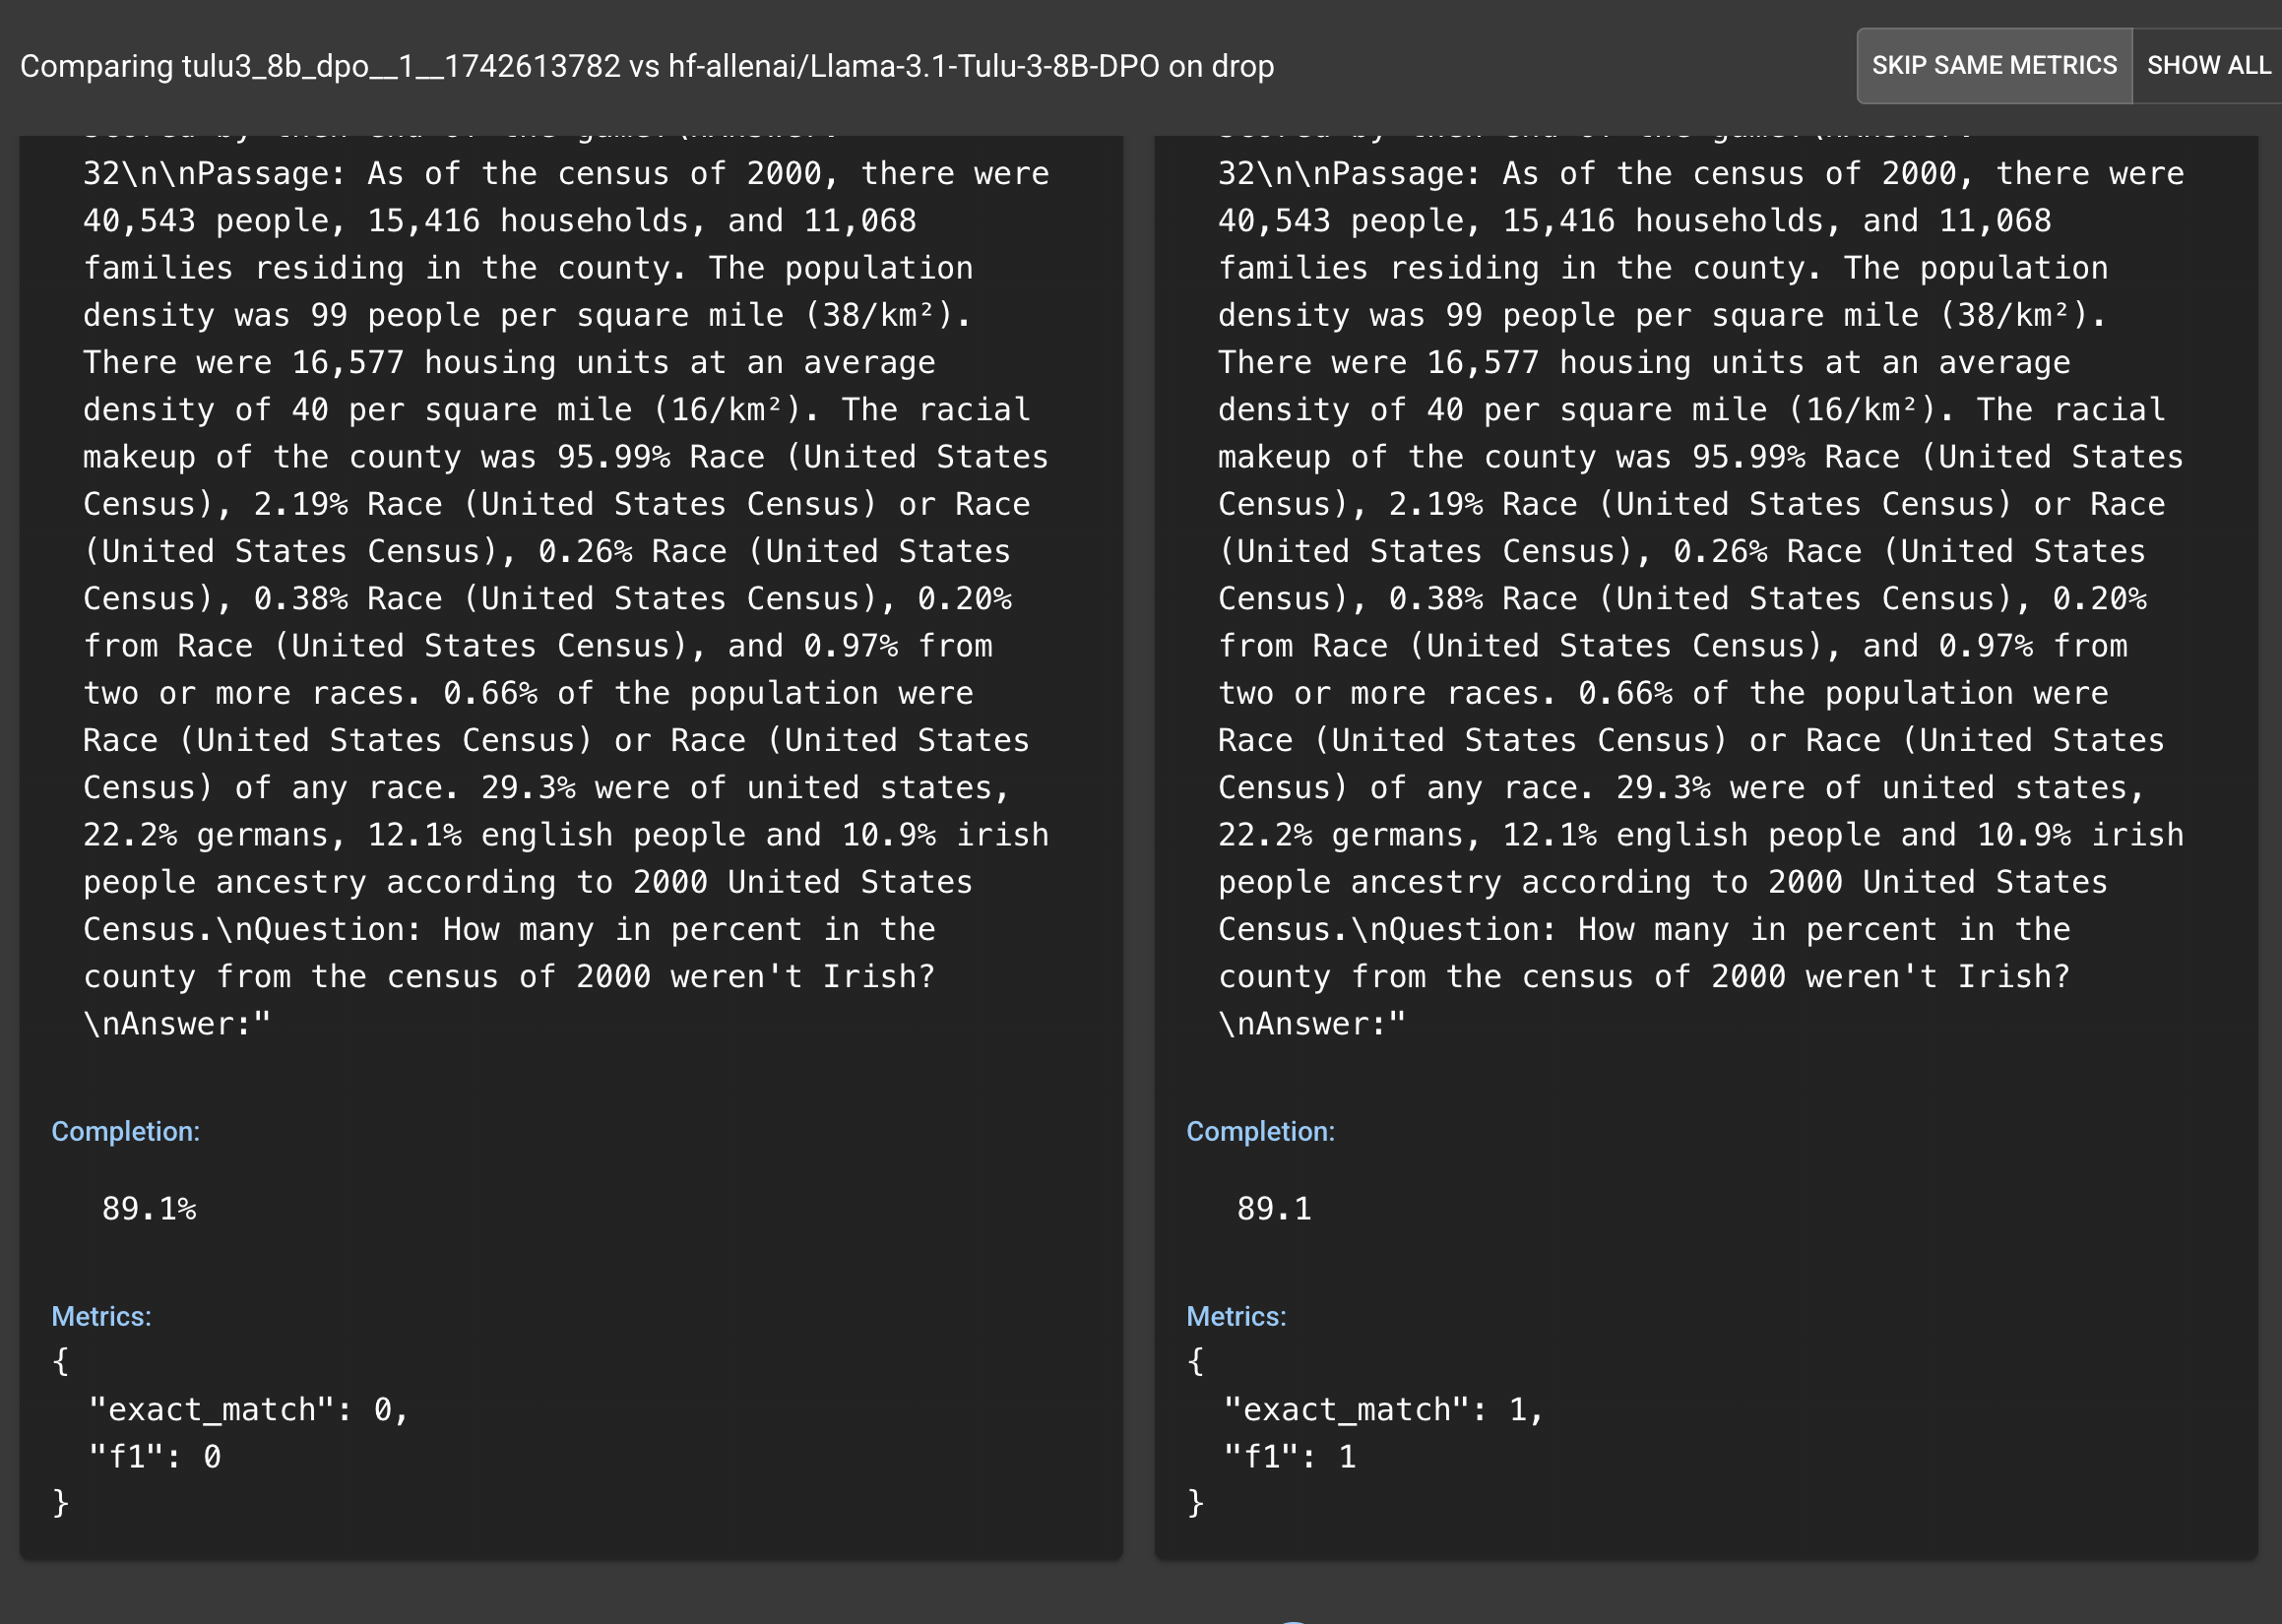 Comparing tulu3_8b_dpo__1__1742613782 vs hf-allenai/Llama-3.1-Tulu-3-8B-DPO on drop
SKIP SAME METRICS
SHOW ALL
32\n\nPassage: As of the census of 2000, there were
40,543 people, 15,416 households, and 11,068
families residing in the county. The population
density was 99 people per square mile (38/km²).
There were 16,577 housing units at an average
density of 40 per square mile (16/km²). The racial
makeup of the county was 95.99% Race (United States
Census), 2.19% Race (United States Census) or Race
(United States Census), 0.26% Race (United States
Census), 0.38% Race (United States Census), 0.20%
from Race (United States Census), and 0.97% from
two or more races. 0.66% of the population were
Race (United States Census) or Race (United States
Census) of any race. 29.3% were of united states,
22.2% germans, 12.1% english people and 10.9% irish
people ancestry according to 2000 United States
Census.\nQuestion: How many in percent in the
county from the census of 2000 weren't Irish?
\nAnswer:"
Completion:
89.1%
Metrics:
{
"exact_match": 0,
"f1": 0
}
32\n\nPassage: As of the census of 2000, there were
40,543 people, 15,416 households, and 11,068
families residing in the county. The population
density was 99 people per square mile (38/km²).
There were 16,577 housing units at an average
density of 40 per square mile (16/km²). The racial
makeup of the county was 95.99% Race (United States
Census), 2.19% Race (United States Census) or Race
(United States Census), 0.26% Race (United States
Census), 0.38% Race (United States Census), 0.20%
from Race (United States Census), and 0.97% from
two or more races. 0.66% of the population were
Race (United States Census) or Race (United States
Census) of any race. 29.3% were of united states,
22.2% germans, 12.1% english people and 10.9% irish
people ancestry according to 2000 United States
Census.\nQuestion: How many in percent in the
county from the census of 2000 weren't Irish?
\nAnswer:"
Completion:
89.1
Metrics:
{
"exact_match": 1,
"f1": 1
}